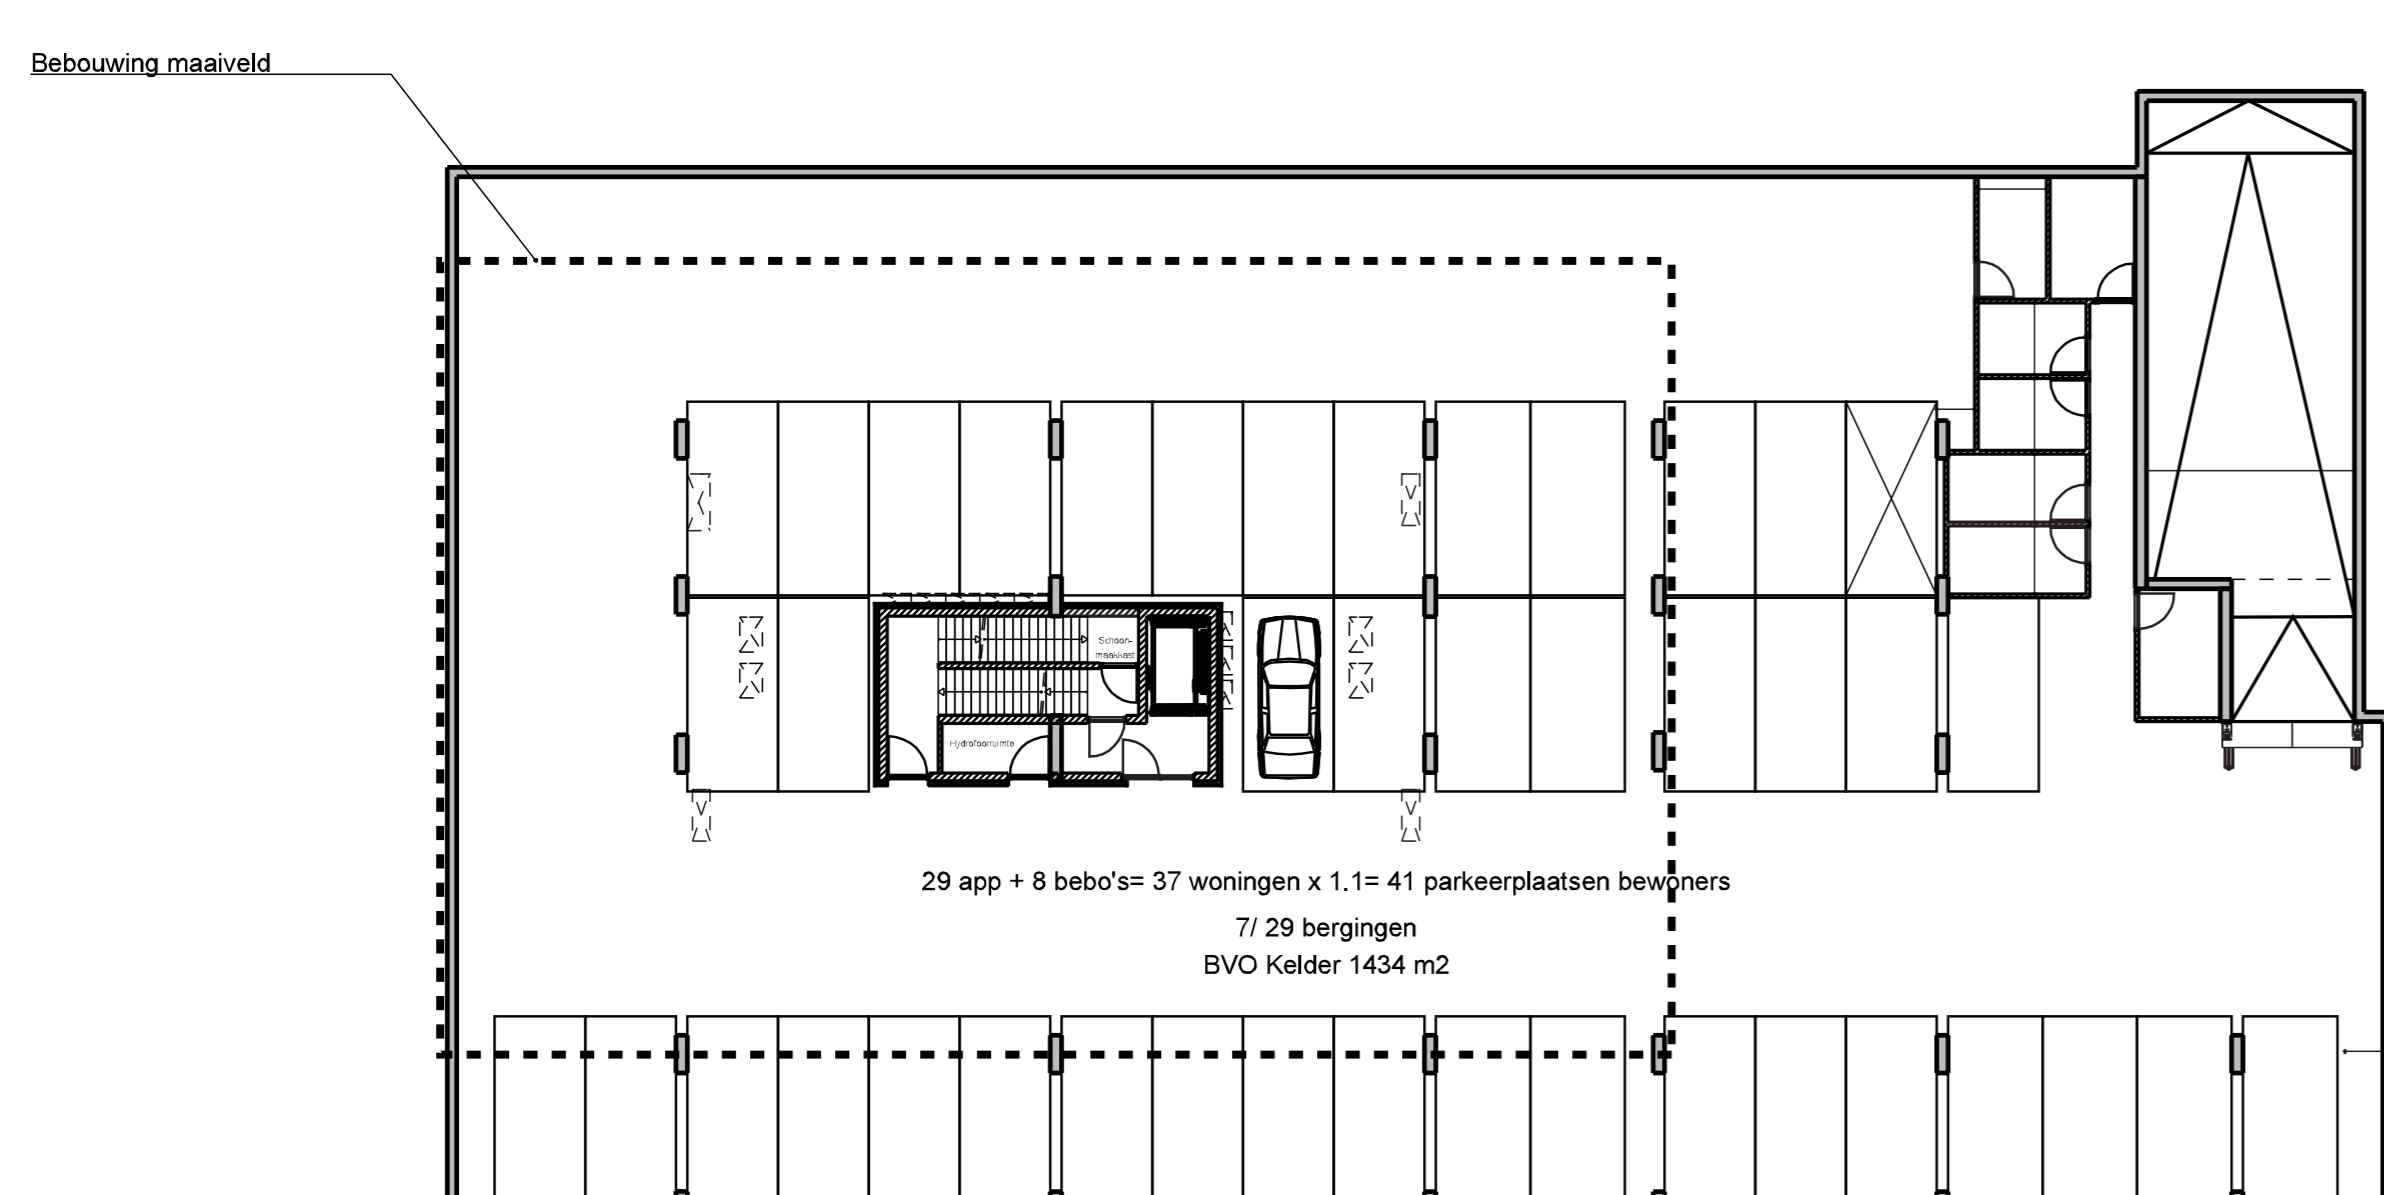 Bebouwing maaiveld
Schoon-
maakkast
Hydrofoorruimte
29 app + 8 bebo's= 37 woningen x 1.1= 41 parkeerplaatsen bewoners
7/ 29 bergingen
BVO Kelder 1434 m2